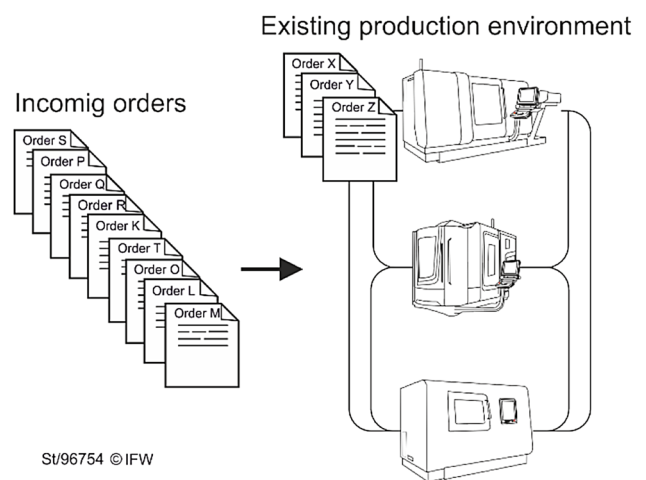 Existing production environment
Order X
Order Y
Order Z
Incomig orders
Order S
Order P
Order Q
Order R
Order K
Order T
Order O
Order L
Order M
St/96754 © IFW